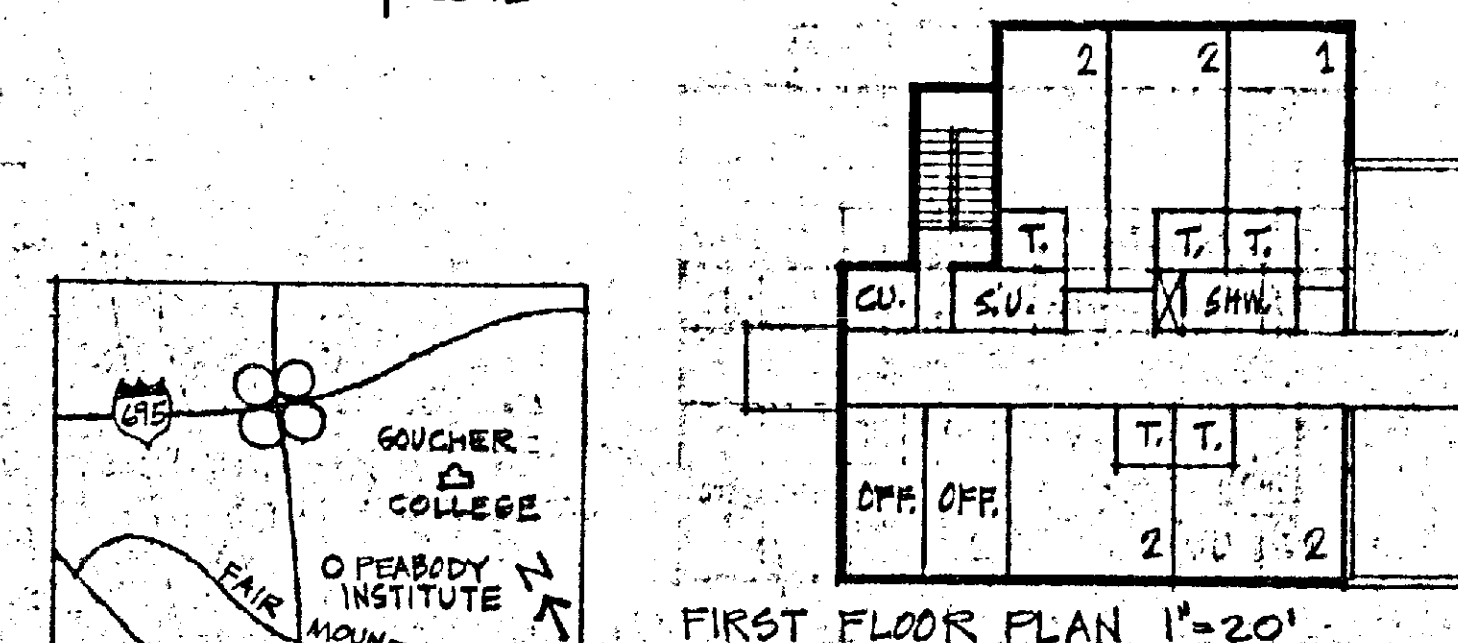 2 2 1
T. T. T.
CU. S.U. SHW.
T. T.
OFF. OFF.
2 2
FIRST FLOOR PLAN 1"=20'
695
GOUCHER
COLLEGE
O PEABODY
INSTITUTE
N
FAIR